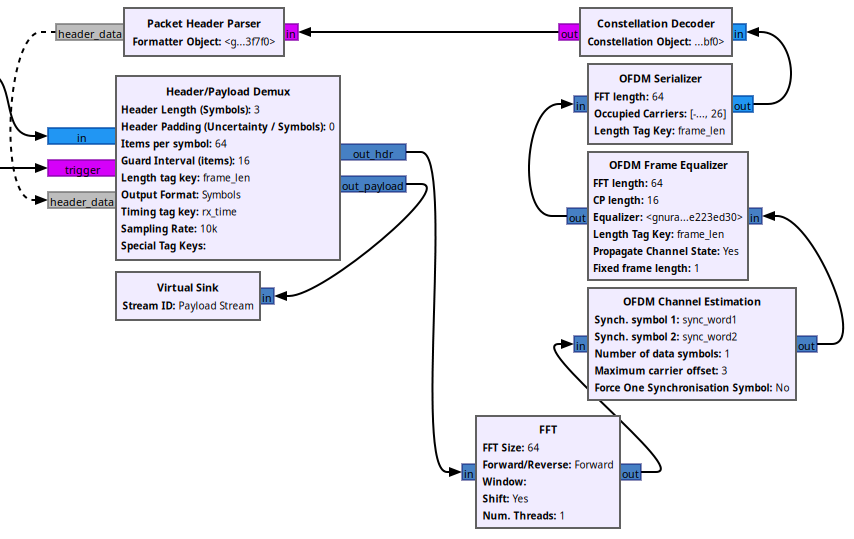 Packet Header Parser
Formatter Object: <g...3f7f0>
header_data
in
Constellation Decoder
Constellation Object: ...bf0>
out
in
Header/Payload Demux
Header Length (Symbols): 3
Header Padding (Uncertainty / Symbols): 0
Items per symbol: 64
Guard Interval (items): 16
Length tag key: frame_len
Output Format: Symbols
Timing tag key: rx_time
Sampling Rate: 10k
Special Tag Keys:
in
trigger
header_data
out_hdr
out_payload
OFDM Serializer
FFT length: 64
Occupied Carriers: [-..., 26]
Length Tag Key: frame_len
in
out
OFDM Frame Equalizer
FFT length: 64
CP length: 16
Equalizer: <gnura...e223ed30>
Length Tag Key: frame_len
Propagate Channel State: Yes
Fixed frame length: 1
out
in
Virtual Sink
Stream ID: Payload Stream
in
OFDM Channel Estimation
Synch. symbol 1: sync_word1
Synch. symbol 2: sync_word2
Number of data symbols: 1
Maximum carrier offset: 3
Force One Synchronisation Symbol: No
in
out
FFT
FFT Size: 64
Forward/Reverse: Forward
Window:
Shift: Yes
Num. Threads: 1
in
out